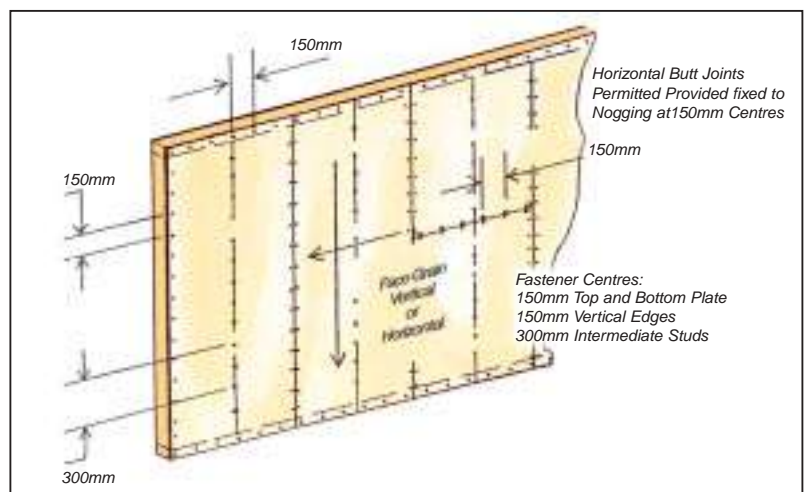 150mm
Horizontal Butt Joints
Permitted Provided fixed to
Nogging at150mm Centres
150mm
150mm
Face-Grain
Vertical
or
Horizontal
Fastener Centres:
150mm Top and Bottom Plate
150mm Vertical Edges
300mm Intermediate Studs
300mm